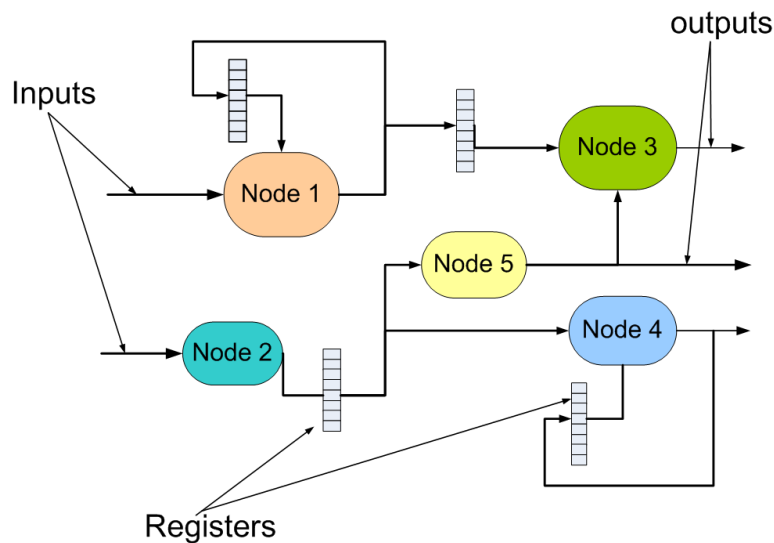 outputs
Inputs
Node 3
Node 1
Node 5
Node 4
Node 2
Registers